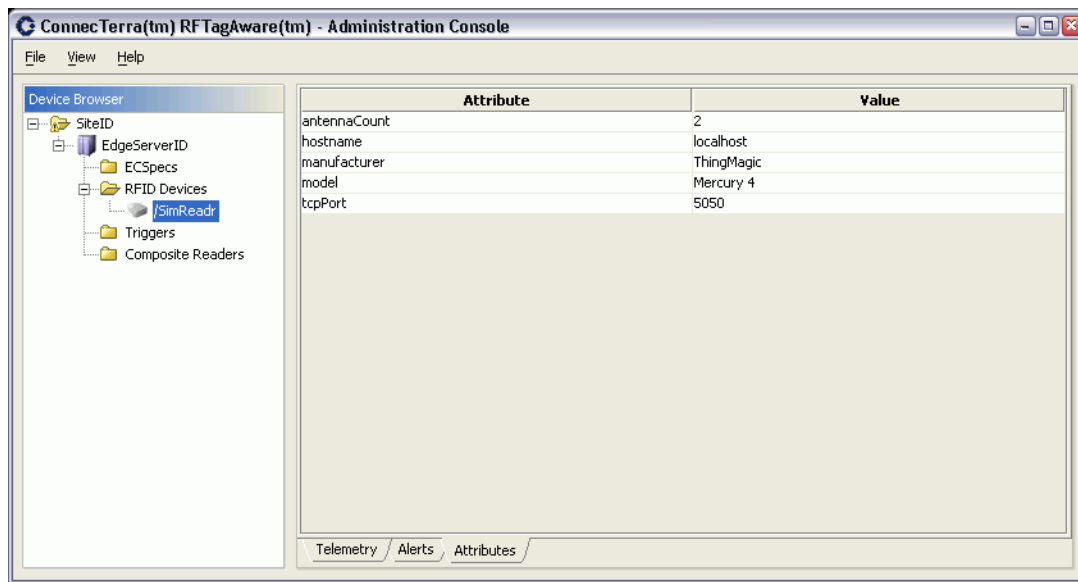 ConnecTerra(tm) RFTagAware(tm) - Administration Console
File View Help
Device Browser
SiteID
EdgeServerID
ECSpecs
RFID Devices
/SimReadr
Triggers
Composite Readers
Attribute Value
antennaCount 2
hostname localhost
manufacturer ThingMagic
model Mercury 4
tcpPort 5050
Telemetry Alerts Attributes